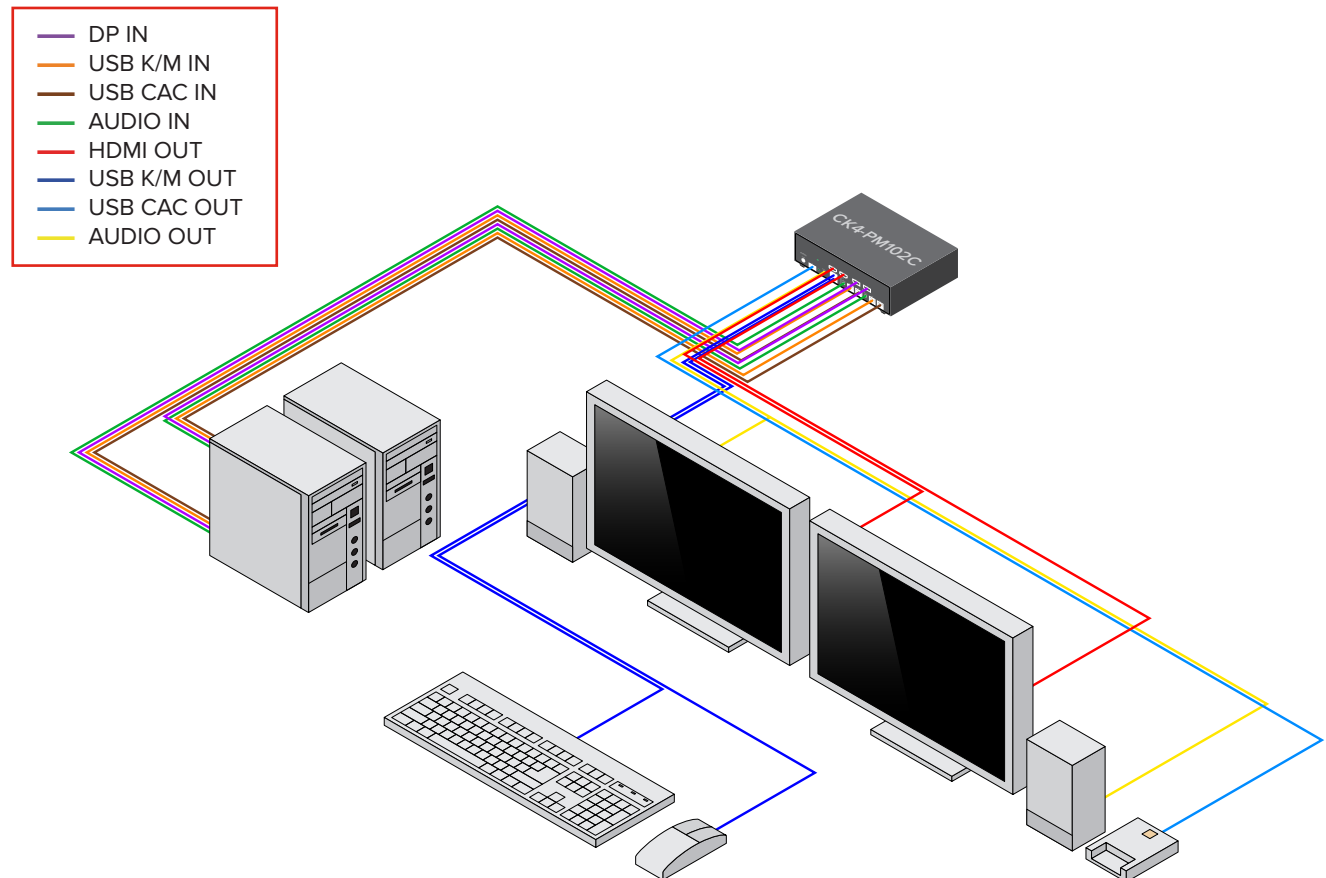 DP IN
USB K/M IN
USB CAC IN
AUDIO IN
HDMI OUT
USB K/M OUT
USB CAC OUT
AUDIO OUT
CK4-PM102C